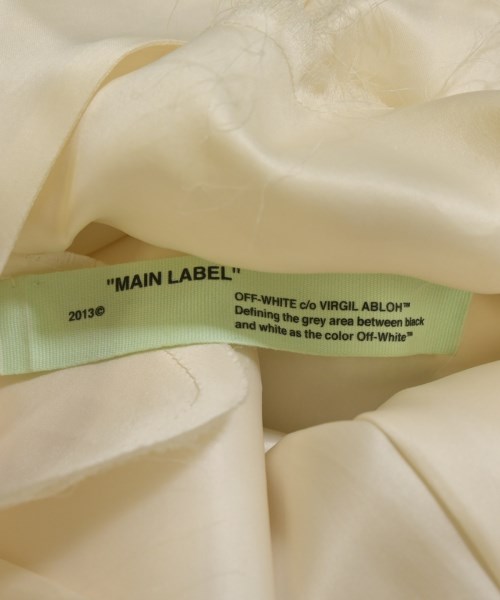 "MAIN LABEL"
2013©
OFF-WHITE c/o VIRGIL ABLOH™
Defining the grey area between black
and white as the color Off-White™